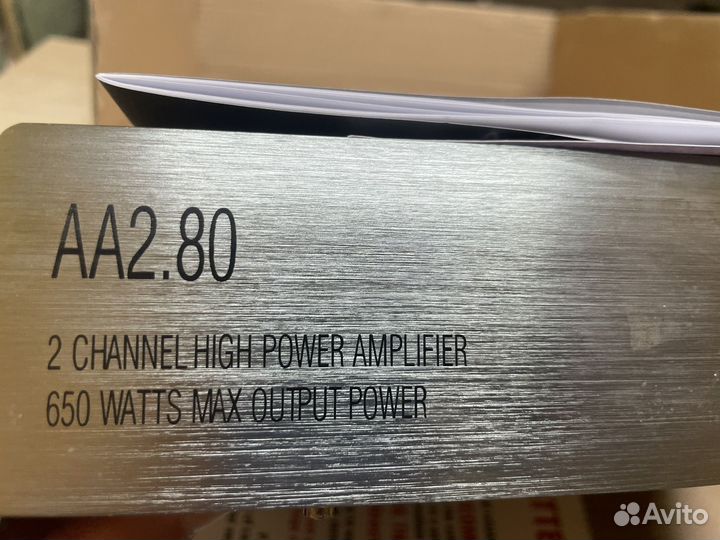 AA2.80
2 CHANNEL HIGH POWER AMPLIFIER
650 WATTS MAX OUTPUT POWER
Avito